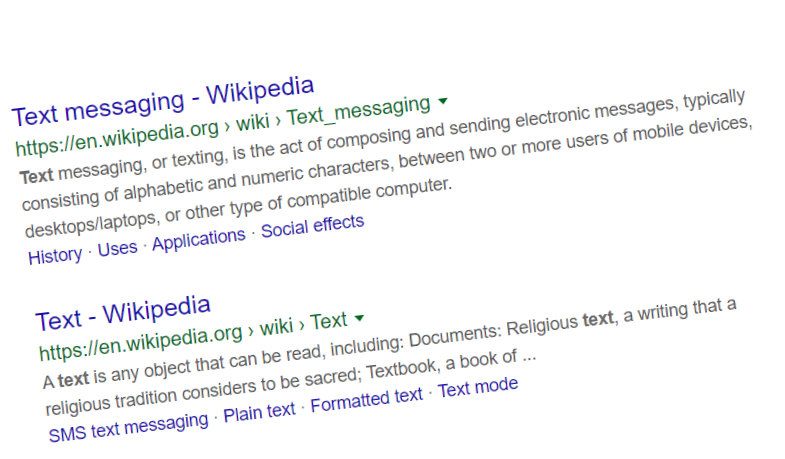 Text messaging - Wikipedia
https://en.wikipedia.org › wiki › Text_messaging ▼
Text messaging, or texting, is the act of composing and sending electronic messages, typically
consisting of alphabetic and numeric characters, between two or more users of mobile devices,
desktops/laptops, or other type of compatible computer.
History · Uses · Applications · Social effects
Text - Wikipedia
https://en.wikipedia.org › wiki › Text ▼
A text is any object that can be read, including: Documents: Religious text, a writing that a
religious tradition considers to be sacred; Textbook, a book of ...
SMS text messaging · Plain text · Formatted text · Text mode